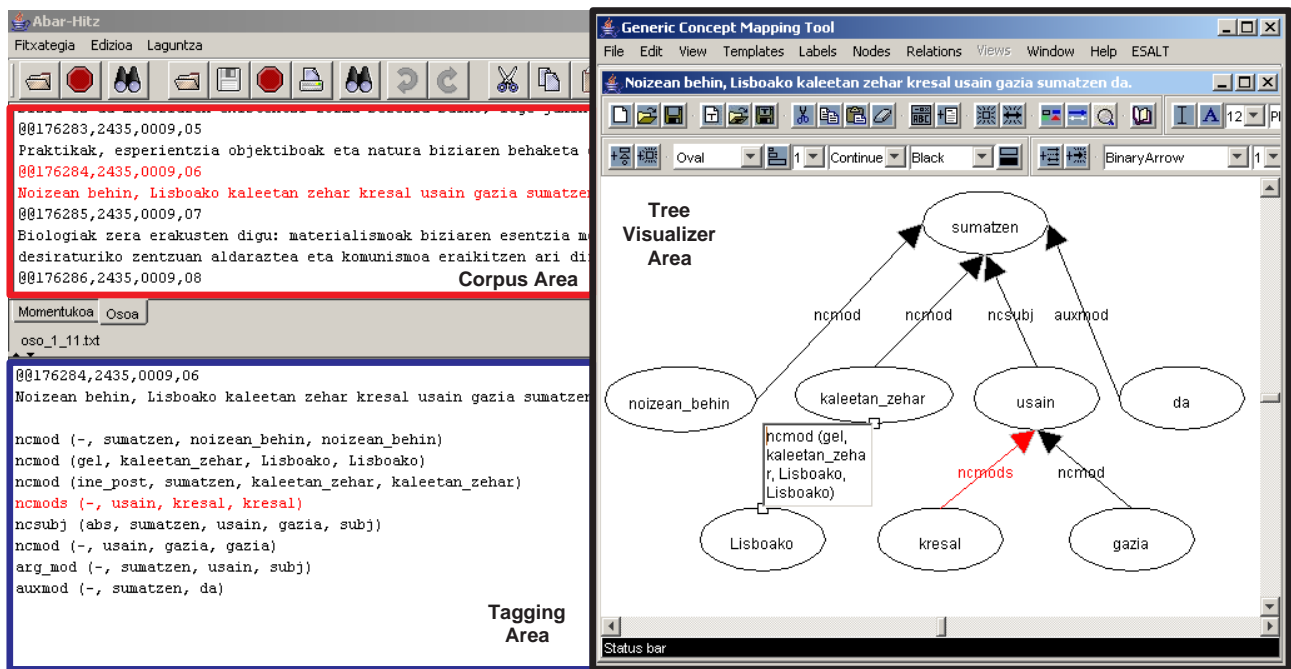 Abar-Hitz
Fitxategia Edizioa Laguntza
@@176283,2435,0009,05
Praktikak, esperientzia objektiboak eta natura biziaren behaketa
@@176284,2435,0009,06
Noizean behin, Lisboako kaleetan zehar kresal usain gazia sumatzen
@@176285,2435,0009,07
Biologiak zera erakusten digu: materialismoak biziaren esentzia
desiraturiko zentzuan aldaraztea eta komunismoa eraikitzen ari
@@176286,2435,0009,08
Corpus Area
Momentukoa Osoa
oso_1_11.txt
@@176284,2435,0009,06
Noizean behin, Lisboako kaleetan zehar kresal usain gazia sumatzen
ncmod (-, sumatzen, noizean_behin, noizean_behin)
ncmod (gel, kaleetan_zehar, Lisboako, Lisboako)
ncmod (ine_post, sumatzen, kaleetan_zehar, kaleetan_zehar)
ncmods (-, usain, kresal, kresal)
ncsubj (abs, sumatzen, usain, gazia, subj)
ncmod (-, usain, gazia, gazia)
arg_mod (-, sumatzen, usain, subj)
auxmod (-, sumatzen, da)
Tagging
Area
Generic Concept Mapping Tool
File Edit View Templates Labels Nodes Relations Views Window Help ESALT
Noizean behin, Lisboako kaleetan zehar kresal usain gazia sumatzen da.
ABC I A 12 Pl
Oval 1 Continue Black BinaryArrow 1
Tree
Visualizer
Area
sumatzen
ncmod ncmod ncsubj auxmod
noizean_behin kaleetan_zehar usain da
ncmod (gel,
kaleetan_zeha
r, Lisboako,
Lisboako)
ncmods ncmod
Lisboako kresal gazia
Status bar